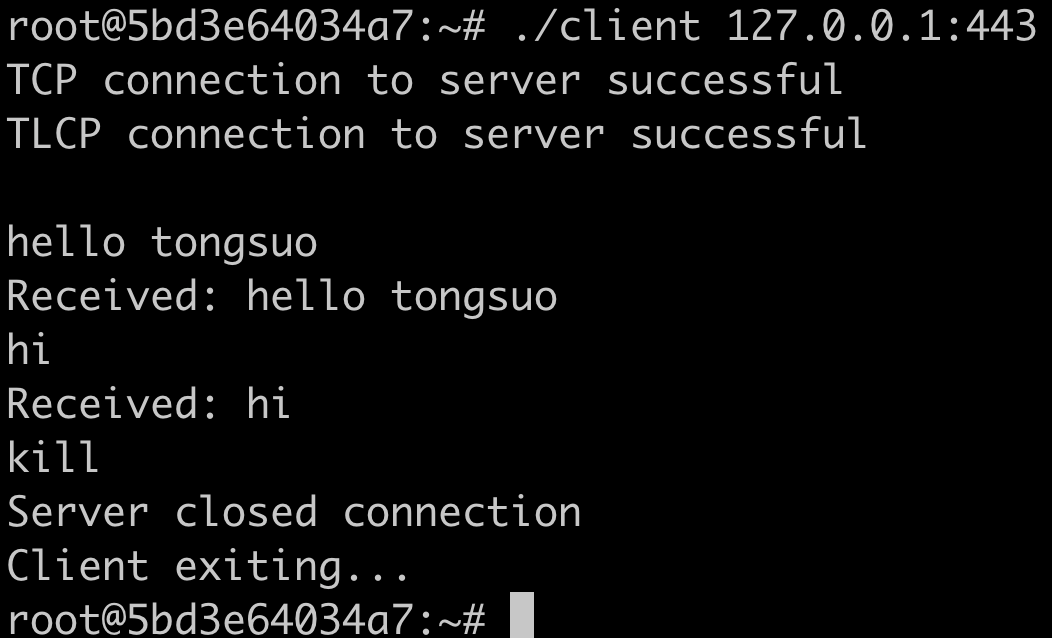 root@5bd3e64034a7:~# ./client 127.0.0.1:443
TCP connection to server successful
TLCP connection to server successful
hello tongsuo
Received: hello tongsuo
hi
Received: hi
kill
Server closed connection
Client exiting...
root@5bd3e64034a7:~#